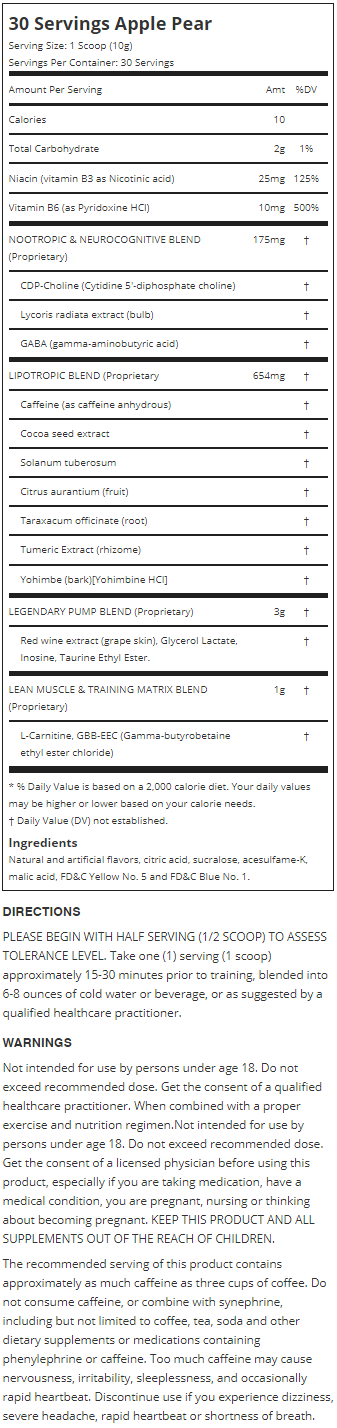 30 Servings Apple Pear
Serving Size: 1 Scoop (10g)
Servings Per Container: 30 Servings
Amount Per Serving Amt %DV
Calories 10
Total Carbohydrate 2g 1%
Niacin (vitamin B3 as Nicotinic acid) 25mg 125%
Vitamin B6 (as Pyridoxine HCl) 10mg 500%
NOOTROPIC & NEUROCOGNITIVE BLEND 175mg †
(Proprietary)
CDP-Choline (Cytidine 5'-diphosphate choline) †
Lycoris radiata extract (bulb) †
GABA (gamma-aminobutyric acid) †
LIPOTROPIC BLEND (Proprietary 654mg †
Caffeine (as caffeine anhydrous) †
Cocoa seed extract †
Solanum tuberosum †
Citrus aurantium (fruit) †
Taraxacum officinate (root) †
Tumeric Extract (rhizome) †
Yohimbe (bark)[Yohimbine HCl] †
LEGENDARY PUMP BLEND (Proprietary) 3g †
Red wine extract (grape skin), Glycerol Lactate, †
Inosine, Taurine Ethyl Ester.
LEAN MUSCLE & TRAINING MATRIX BLEND 1g †
(Proprietary)
L-Carnitine, GBB-EEC (Gamma-butyrobetaine †
ethyl ester chloride)
* % Daily Value is based on a 2,000 calorie diet. Your daily values
may be higher or lower based on your calorie needs.
† Daily Value (DV) not established.
Ingredients
Natural and artificial flavors, citric acid, sucralose, acesulfame-K,
malic acid, FD&C Yellow No. 5 and FD&C Blue No. 1.
DIRECTIONS
PLEASE BEGIN WITH HALF SERVING (1/2 SCOOP) TO ASSESS
TOLERANCE LEVEL. Take one (1) serving (1 scoop)
approximately 15-30 minutes prior to training, blended into
6-8 ounces of cold water or beverage, or as suggested by a
qualified healthcare practitioner.
WARNINGS
Not intended for use by persons under age 18. Do not
exceed recommended dose. Get the consent of a qualified
healthcare practitioner. When combined with a proper
exercise and nutrition regimen.Not intended for use by
persons under age 18. Do not exceed recommended dose.
Get the consent of a licensed physician before using this
product, especially if you are taking medication, have a
medical condition, you are pregnant, nursing or thinking
about becoming pregnant. KEEP THIS PRODUCT AND ALL
SUPPLEMENTS OUT OF THE REACH OF CHILDREN.
The recommended serving of this product contains
approximately as much caffeine as three cups of coffee. Do
not consume caffeine, or combine with synephrine,
including but not limited to coffee, tea, soda and other
dietary supplements or medications containing
phenylephrine or caffeine. Too much caffeine may cause
nervousness, irritability, sleeplessness, and occasionally
rapid heartbeat. Discontinue use if you experience dizziness,
severe headache, rapid heartbeat or shortness of breath.